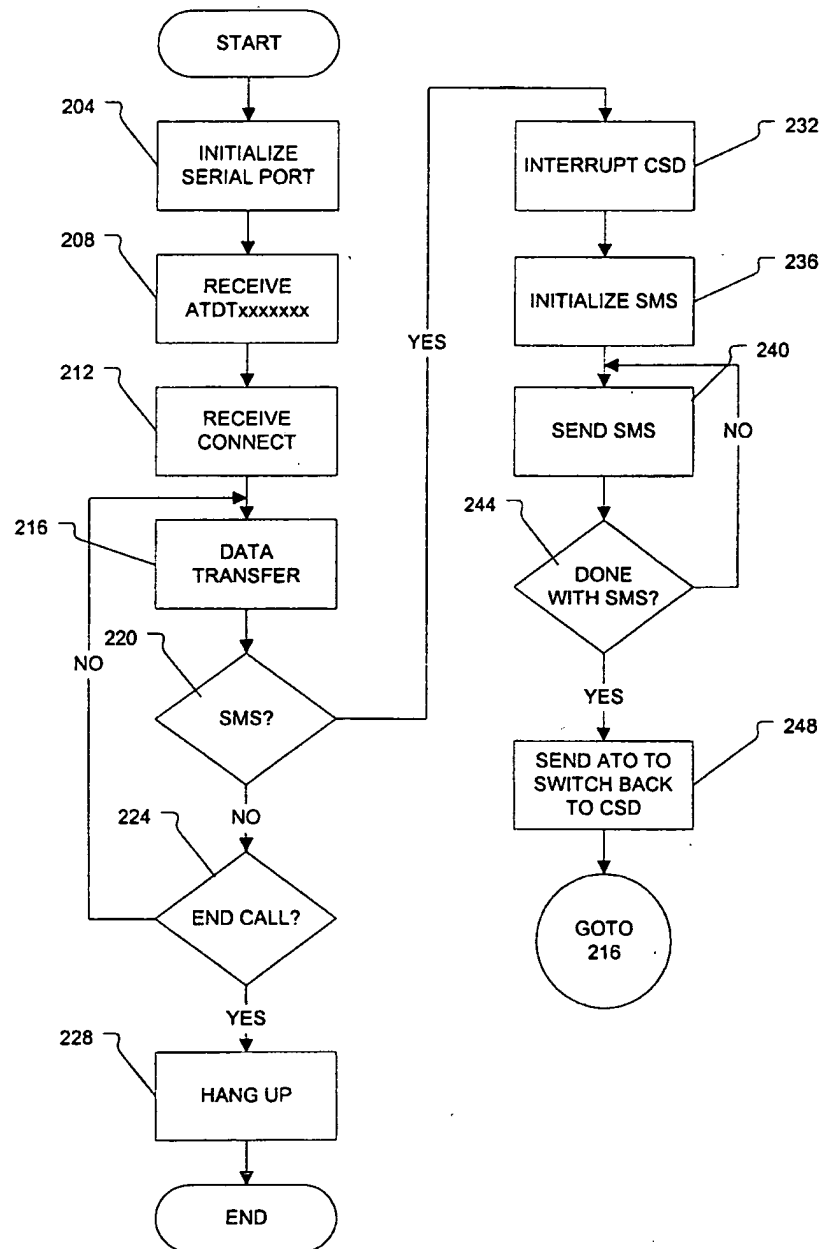 START
204
INITIALIZE
SERIAL PORT
208
RECEIVE
ATDTxxxxxxx
212
RECEIVE
CONNECT
216
DATA
TRANSFER
220
NO
SMS?
YES
NO
224
END CALL?
YES
228
HANG UP
END
232
INTERRUPT CSD
236
INITIALIZE SMS
240
SEND SMS
NO
244
DONE
WITH SMS?
YES
248
SEND ATO TO
SWITCH BACK
TO CSD
GOTO
216